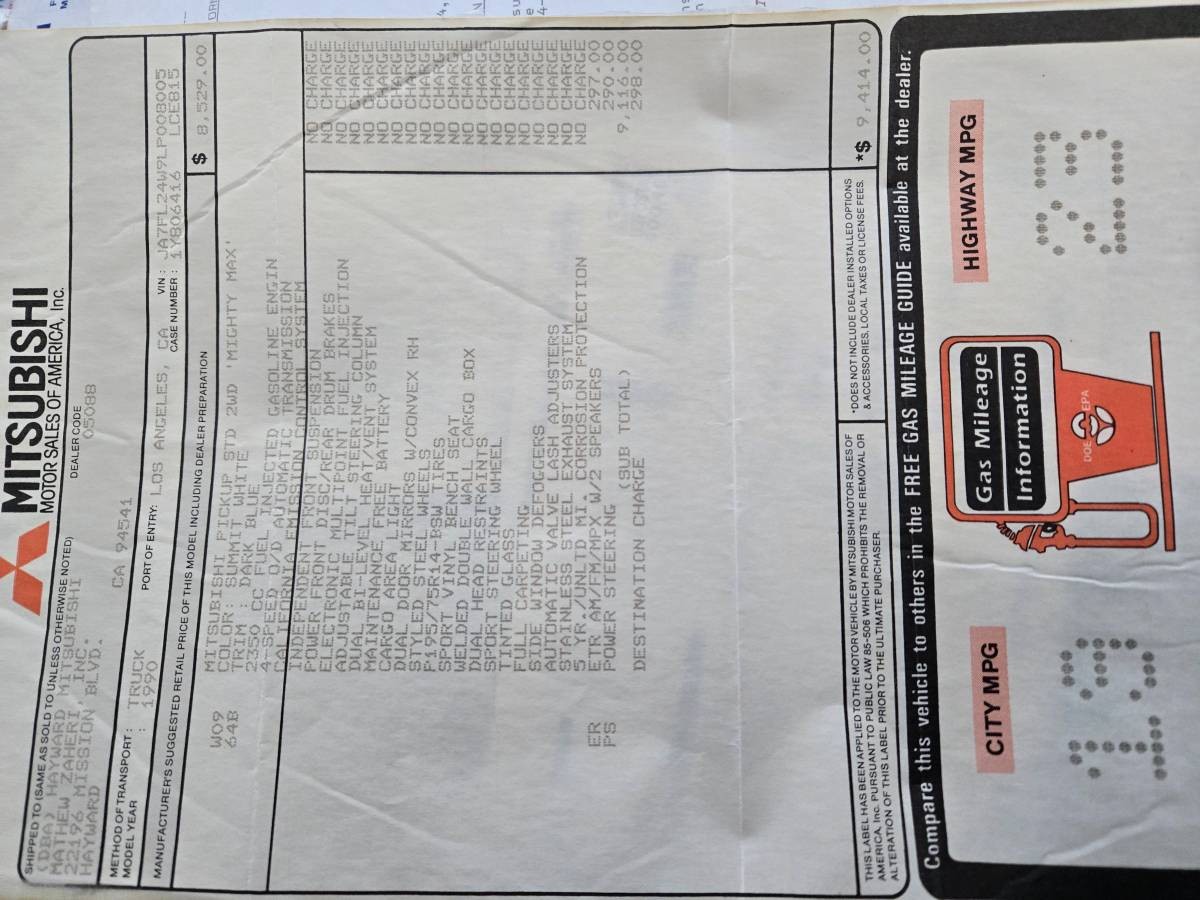 MITSUBISHI
MOTOR SALES OF AMERICA, Inc.
SHIPPED TO (SAME AS SOLD TO UNLESS OTHERWISE NOTED)
DEALER CODE
(DBA) HAYWARD MITSUBISHI 05088
MATHEW ZAHERI, INC.
22196 MISSION BLVD.
HAYWARD CA 94541
METHOD OF TRANSPORT : TRUCK
MODEL YEAR : 1990
PORT OF ENTRY: LOS ANGELES, CA
VIN : JA7FL24W9LP008005
CASE NUMBER : 1YB06416 LCE815
MANUFACTURER'S SUGGESTED RETAIL PRICE OF THIS MODEL INCLUDING DEALER PREPARATION $ 8,529.00
W09 MITSUBISHI PICKUP STD 2WD 'MIGHTY MAX'
64B COLOR: SUMMIT WHITE
TRIM : DARK BLUE
2350 CC FUEL INJECTED GASOLINE ENGIN
4-SPEED O/D AUTOMATIC TRANSMISSION
CALIFORNIA EMISSION CONTROL SYSTEM
INDEPENDENT FRONT SUSPENSION NO CHARGE
POWER FRONT DISC/REAR DRUM BRAKES NO CHARGE
ELECTRONIC MULTIPOINT FUEL INJECTION NO CHARGE
ADJUSTABLE TILT STEERING COLUMN NO CHARGE
DUAL BI-LEVEL HEAT/VENT SYSTEM NO CHARGE
MAINTENANCE FREE BATTERY NO CHARGE
CARGO AREA LIGHT NO CHARGE
DUAL DOOR MIRRORS W/CONVEX RH NO CHARGE
STYLED STEEL WHEELS NO CHARGE
P195/75R14 BSW TIRES NO CHARGE
SPORT VINYL BENCH SEAT NO CHARGE
WELDED DOUBLE WALL CARGO BOX NO CHARGE
DUAL HEAD RESTRAINTS NO CHARGE
SPORT STEERING WHEEL NO CHARGE
TINTED GLASS NO CHARGE
FULL CARPETING NO CHARGE
SIDE WINDOW DEFOGGERS NO CHARGE
AUTOMATIC VALVE LASH ADJUSTERS NO CHARGE
STAINLESS STEEL EXHAUST SYSTEM NO CHARGE
5 YR./UNLTD MI. CORROSION PROTECTION NO CHARGE
ER ETR AM/FM/MPX W/2 SPEAKERS 297.00
PS POWER STEERING 290.00
(SUB TOTAL) 9,116.00
DESTINATION CHARGE 298.00
THIS LABEL HAS BEEN APPLIED TO THE MOTOR VEHICLE BY MITSUBISHI MOTOR SALES OF
AMERICA, Inc. PURSUANT TO PUBLIC LAW 85-506 WHICH PROHIBITS THE REMOVAL OR
ALTERATION OF THIS LABEL PRIOR TO THE ULTIMATE PURCHASER.
*DOES NOT INCLUDE DEALER INSTALLED OPTIONS
& ACCESSORIES, LOCAL TAXES OR LICENSE FEES.
*$ 9,414.00
Compare this vehicle to others in the FREE GAS MILEAGE GUIDE available at the dealer.
CITY MPG
19
Gas Mileage
Information
DOE EPA
HIGHWAY MPG
23